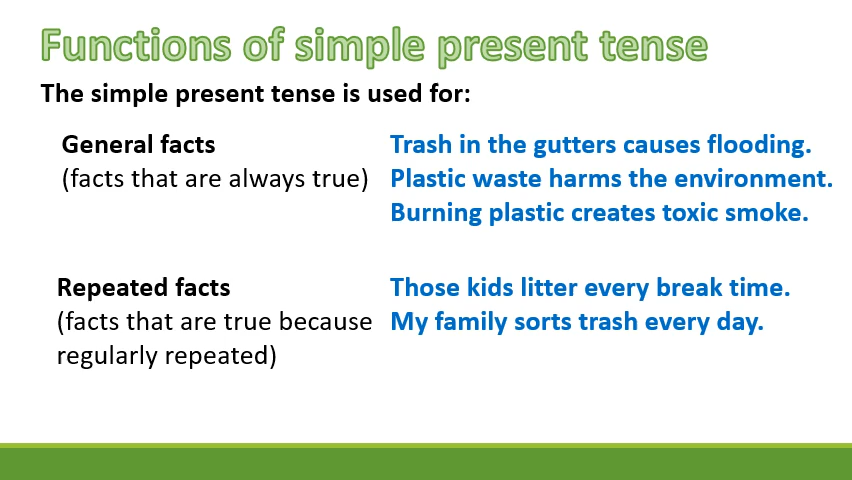 Functions of simple present tense
The simple present tense is used for:
General facts
(facts that are always true)
Trash in the gutters causes flooding.
Plastic waste harms the environment.
Burning plastic creates toxic smoke.
Repeated facts
(facts that are true because
regularly repeated)
Those kids litter every break time.
My family sorts trash every day.